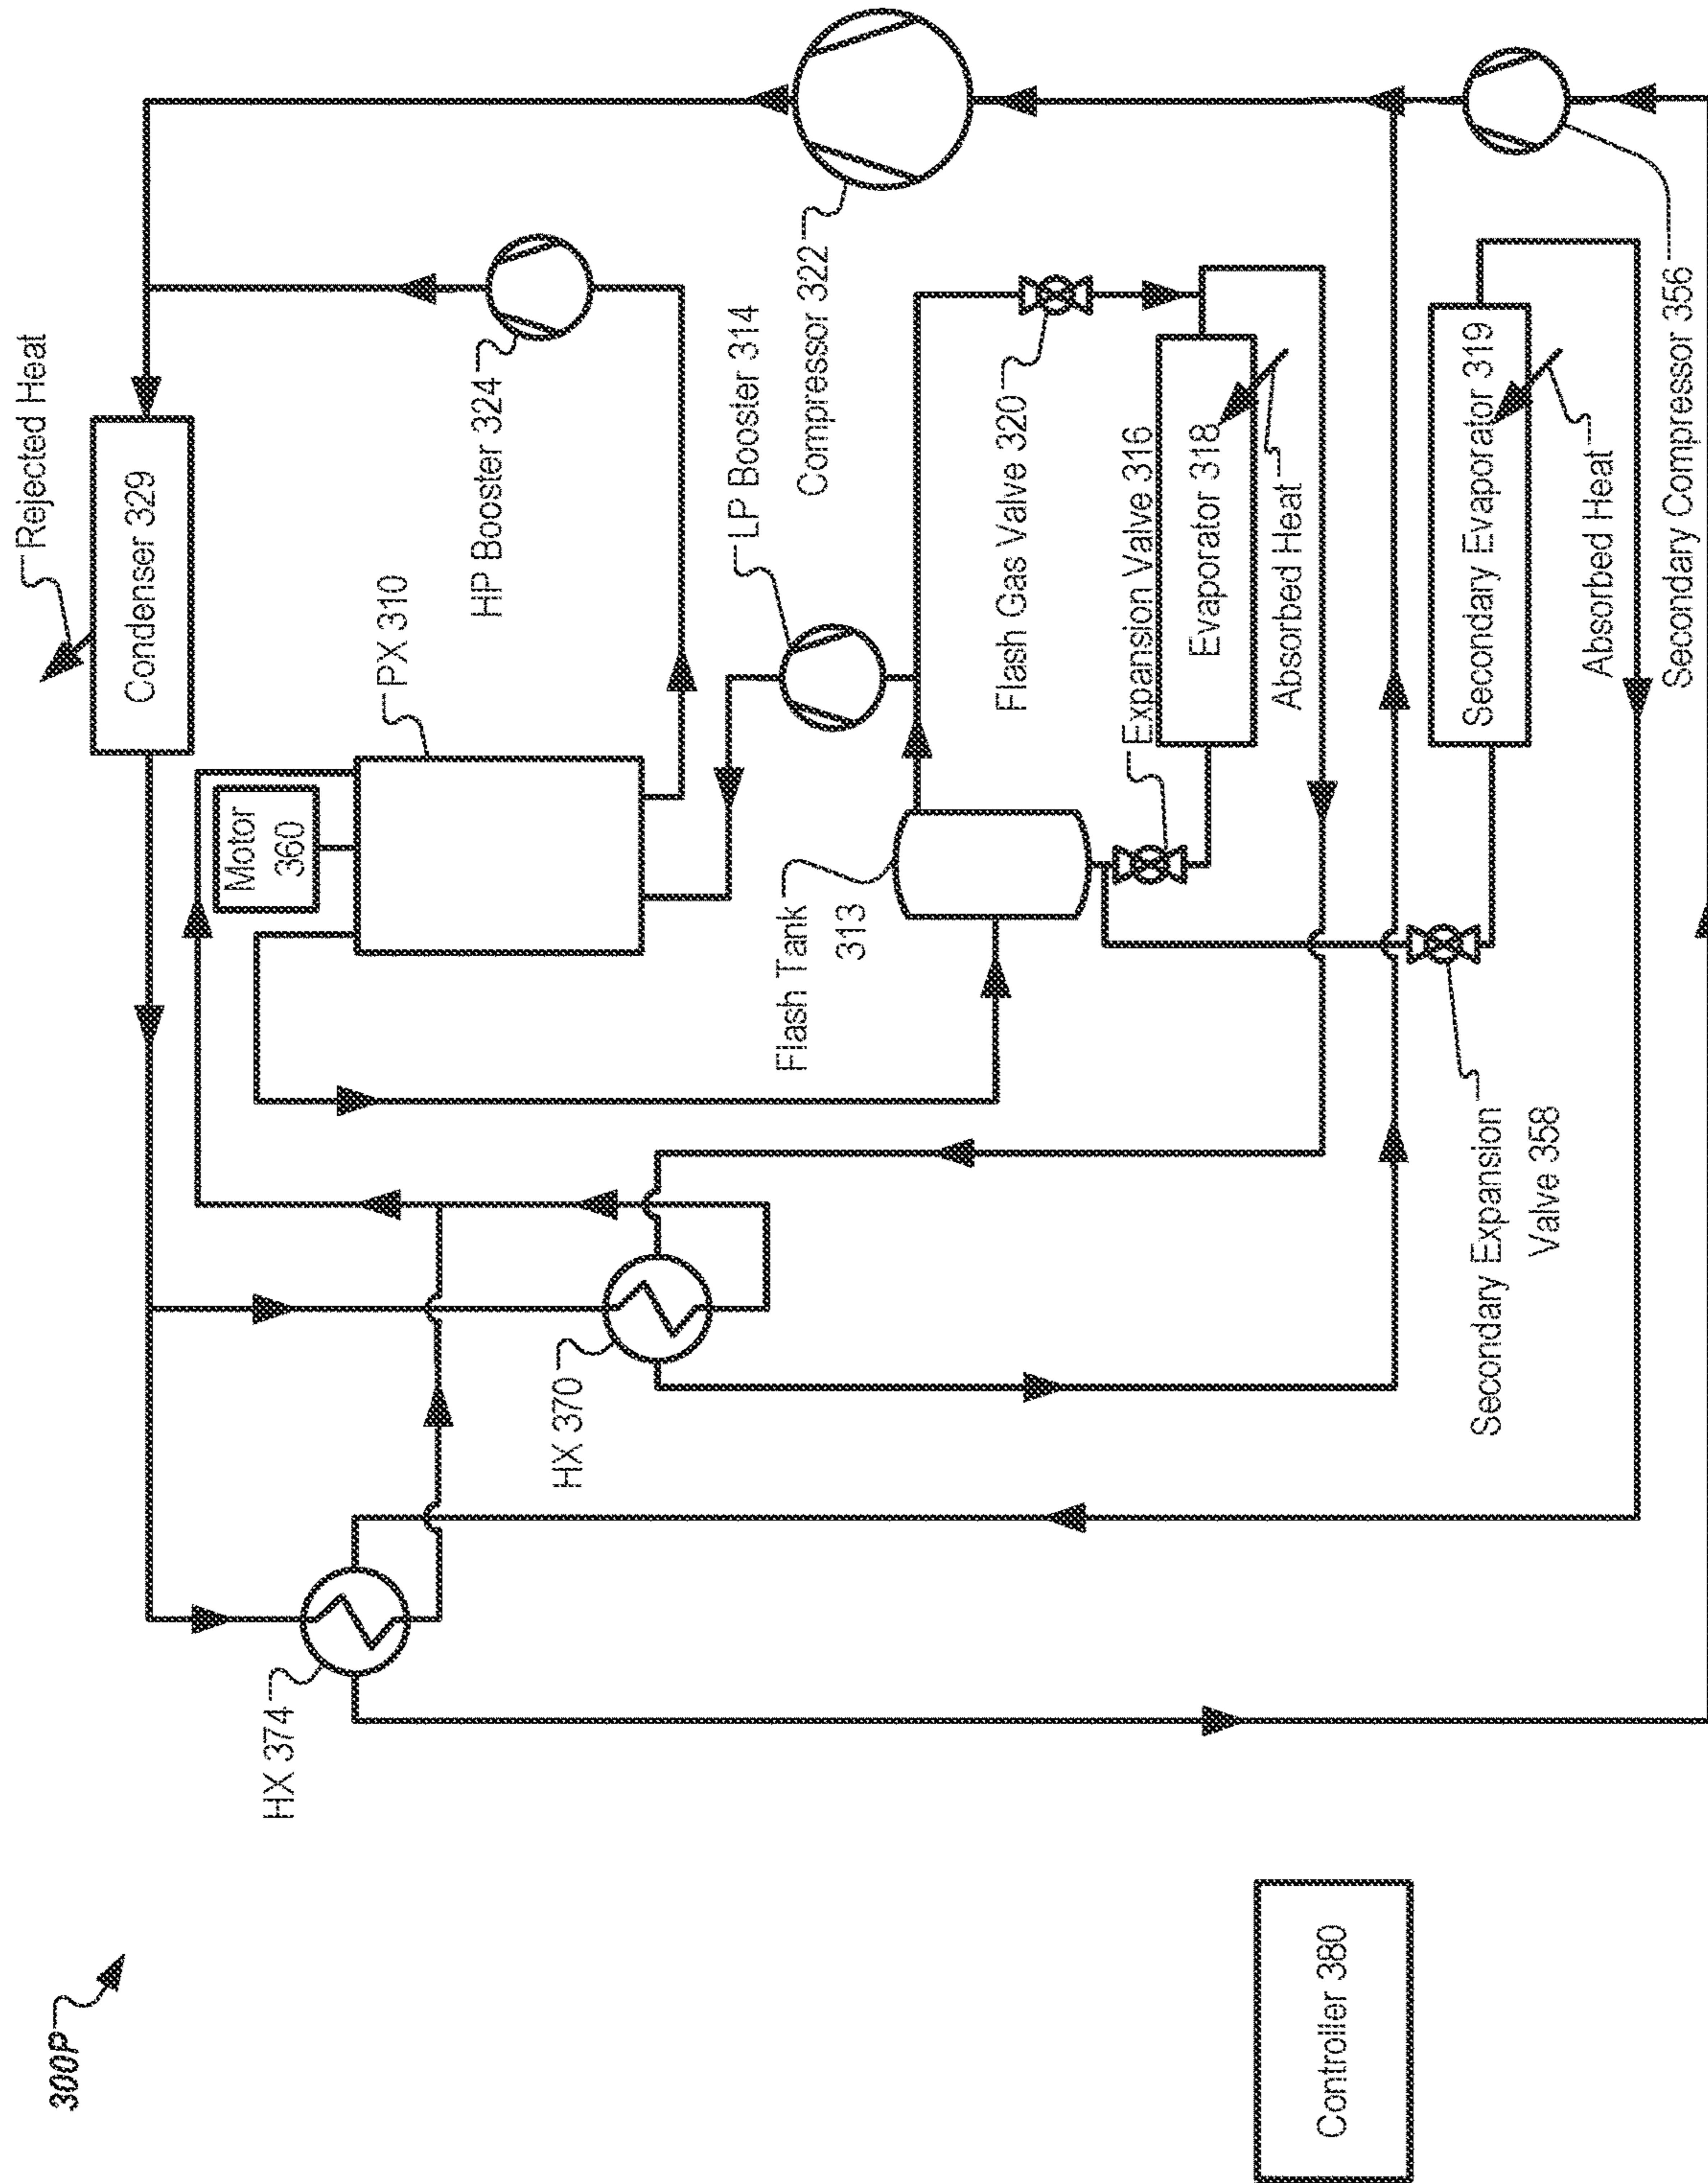 300P
HX 374
HX 370
Rejected Heat
Condenser 329
Motor
360
PX 310
HP Booster 324
LP Booster 314
Compressor 322
Flash Tank
313
Flash Gas Valve 320
Expansion Valve 316
Evaporator 318
Absorbed Heat
Secondary Expansion
Valve 358
Secondary Evaporator 319
Absorbed Heat
Secondary Compressor 356
Controller 380